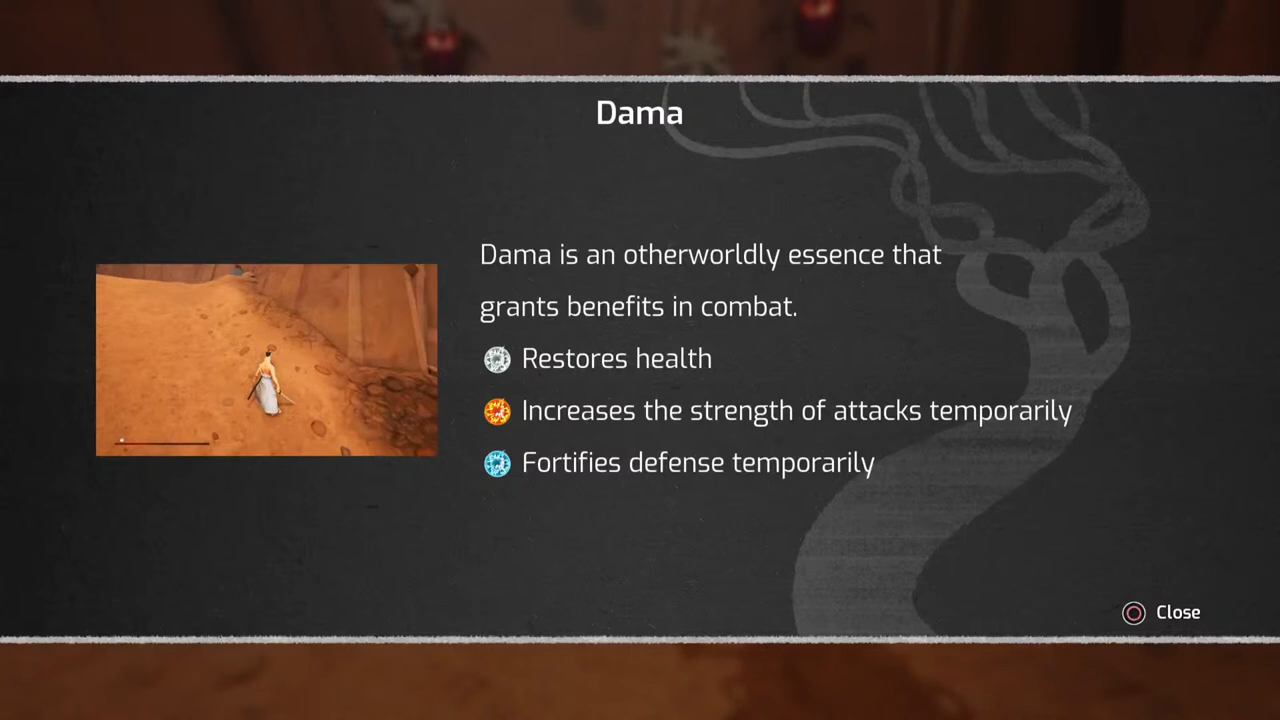 Dama
Dama is an otherworldly essence that
grants benefits in combat.
Restores health
Increases the strength of attacks temporarily
Fortifies defense temporarily
Close